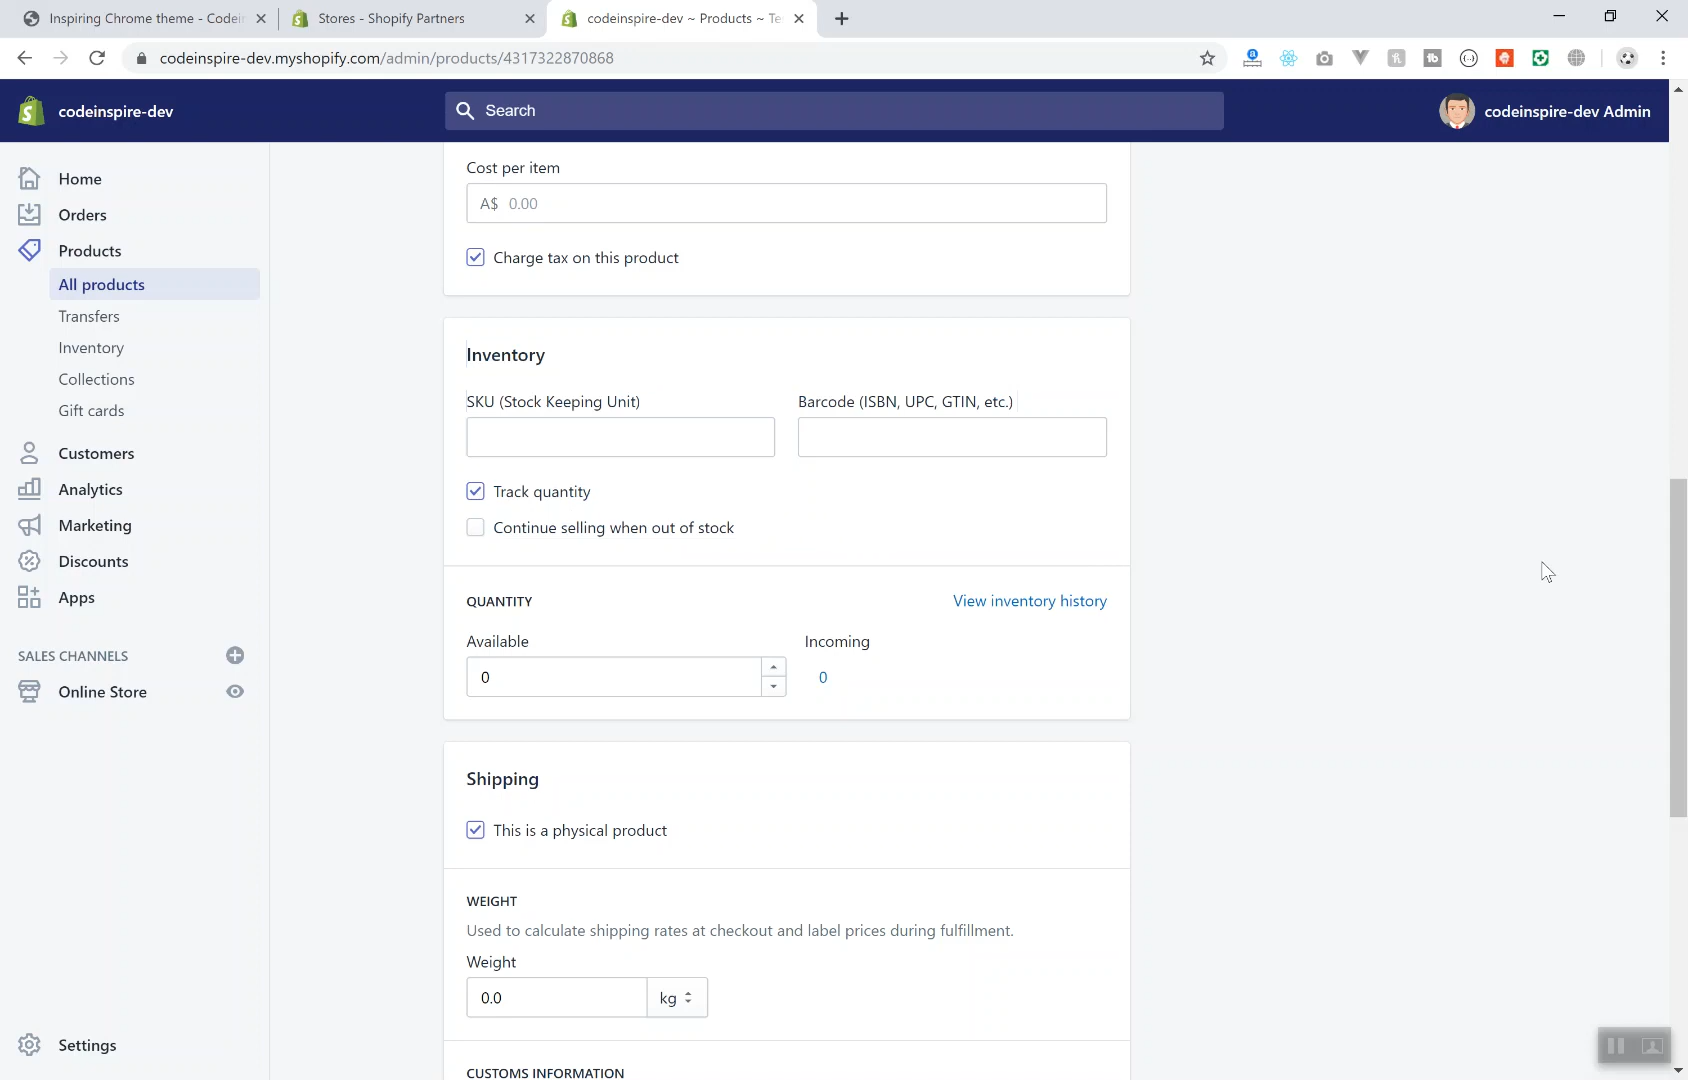 Inspiring Chrome theme - Codein
Stores - Shopify Partners
codeinspire-dev ~ Products ~ Te
codeinspire-dev.myshopify.com/admin/products/4317322870868
codeinspire-dev
Search
codeinspire-dev Admin
Home
Orders
Products
All products
Transfers
Inventory
Collections
Gift cards
Customers
Analytics
Marketing
Discounts
Apps
SALES CHANNELS
Online Store
Settings
Cost per item
A$ 0.00
Charge tax on this product
Inventory
SKU (Stock Keeping Unit)
Barcode (ISBN, UPC, GTIN, etc.)
Track quantity
Continue selling when out of stock
QUANTITY
View inventory history
Available
Incoming
0
0
Shipping
This is a physical product
WEIGHT
Used to calculate shipping rates at checkout and label prices during fulfillment.
Weight
0.0
kg
CUSTOMS INFORMATION